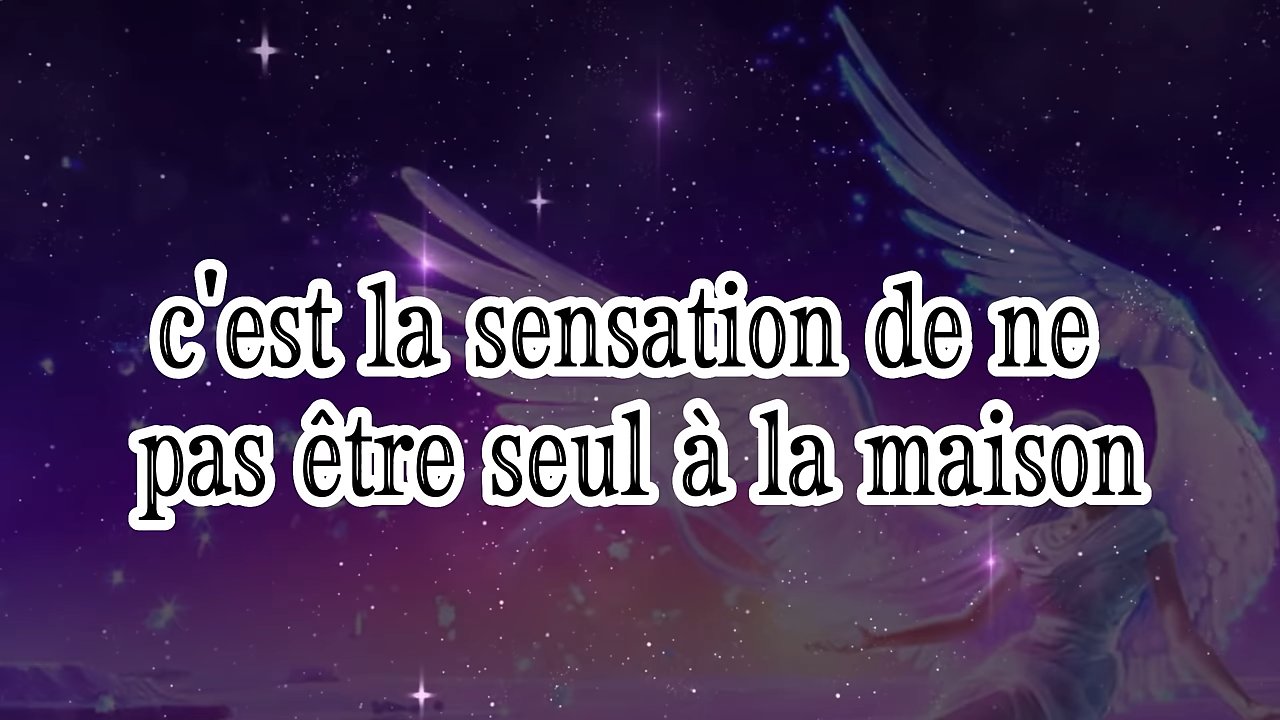 c'est la sensation de ne
pas être seul à la maison